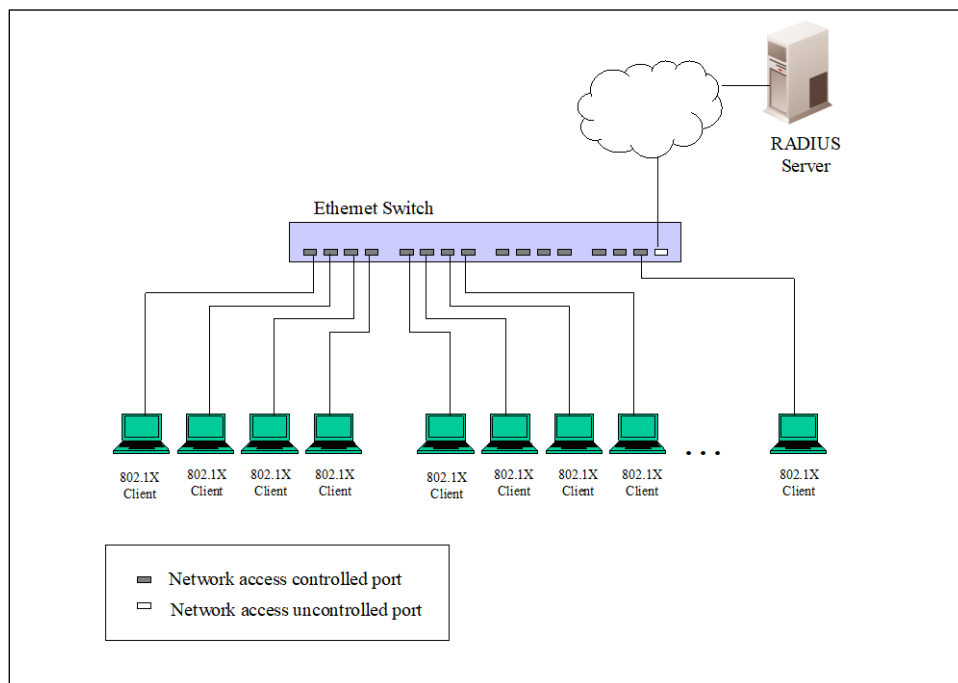 RADIUS
Server
Ethernet Switch
802.1X
Client
802.1X
Client
802.1X
Client
802.1X
Client
802.1X
Client
802.1X
Client
802.1X
Client
802.1X
Client
. . .
802.1X
Client
Network access controlled port
Network access uncontrolled port